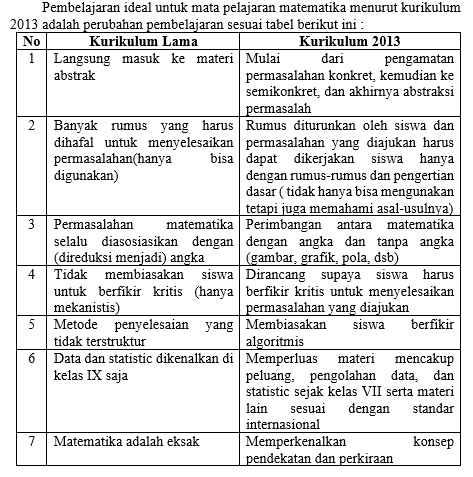 Pembelajaran ideal untuk mata pelajaran matematika menurut kurikulum
2013 adalah perubahan pembelajaran sesuai tabel berikut ini :
No Kurikulum Lama Kurikulum 2013
1 Langsung masuk ke materi
abstrak
Mulai dari pengamatan
permasalahan konkret, kemudian ke
semikonkret, dan akhirnya abstraksi
permasalah
2 Banyak rumus yang harus
dihafal untuk menyelesaikan
permasalahan(hanya bisa
digunakan)
Rumus diturunkan oleh siswa dan
permasalahan yang diajukan harus
dapat dikerjakan siswa hanya
dengan rumus-rumus dan pengertian
dasar ( tidak hanya bisa mengunakan
tetapi juga memahami asal-usulnya)
3 Permasalahan matematika
selalu diasosiasikan dengan
(direduksi menjadi) angka
Perimbangan antara matematika
dengan angka dan tanpa angka
(gambar, grafik, pola, dsb)
4 Tidak membiasakan siswa
untuk berfikir kritis (hanya
mekanistis)
Dirancang supaya siswa harus
berfikir kritis untuk menyelesaikan
permasalahan yang diajukan
5 Metode penyelesaian yang
tidak terstruktur
Membiasakan siswa berfikir
algoritmis
6 Data dan statistic dikenalkan di
kelas IX saja
Memperluas materi mencakup
peluang, pengolahan data, dan
statistic sejak kelas VII serta materi
lain sesuai dengan standar
internasional
7 Matematika adalah eksak
Memperkenalkan konsep
pendekatan dan perkiraan